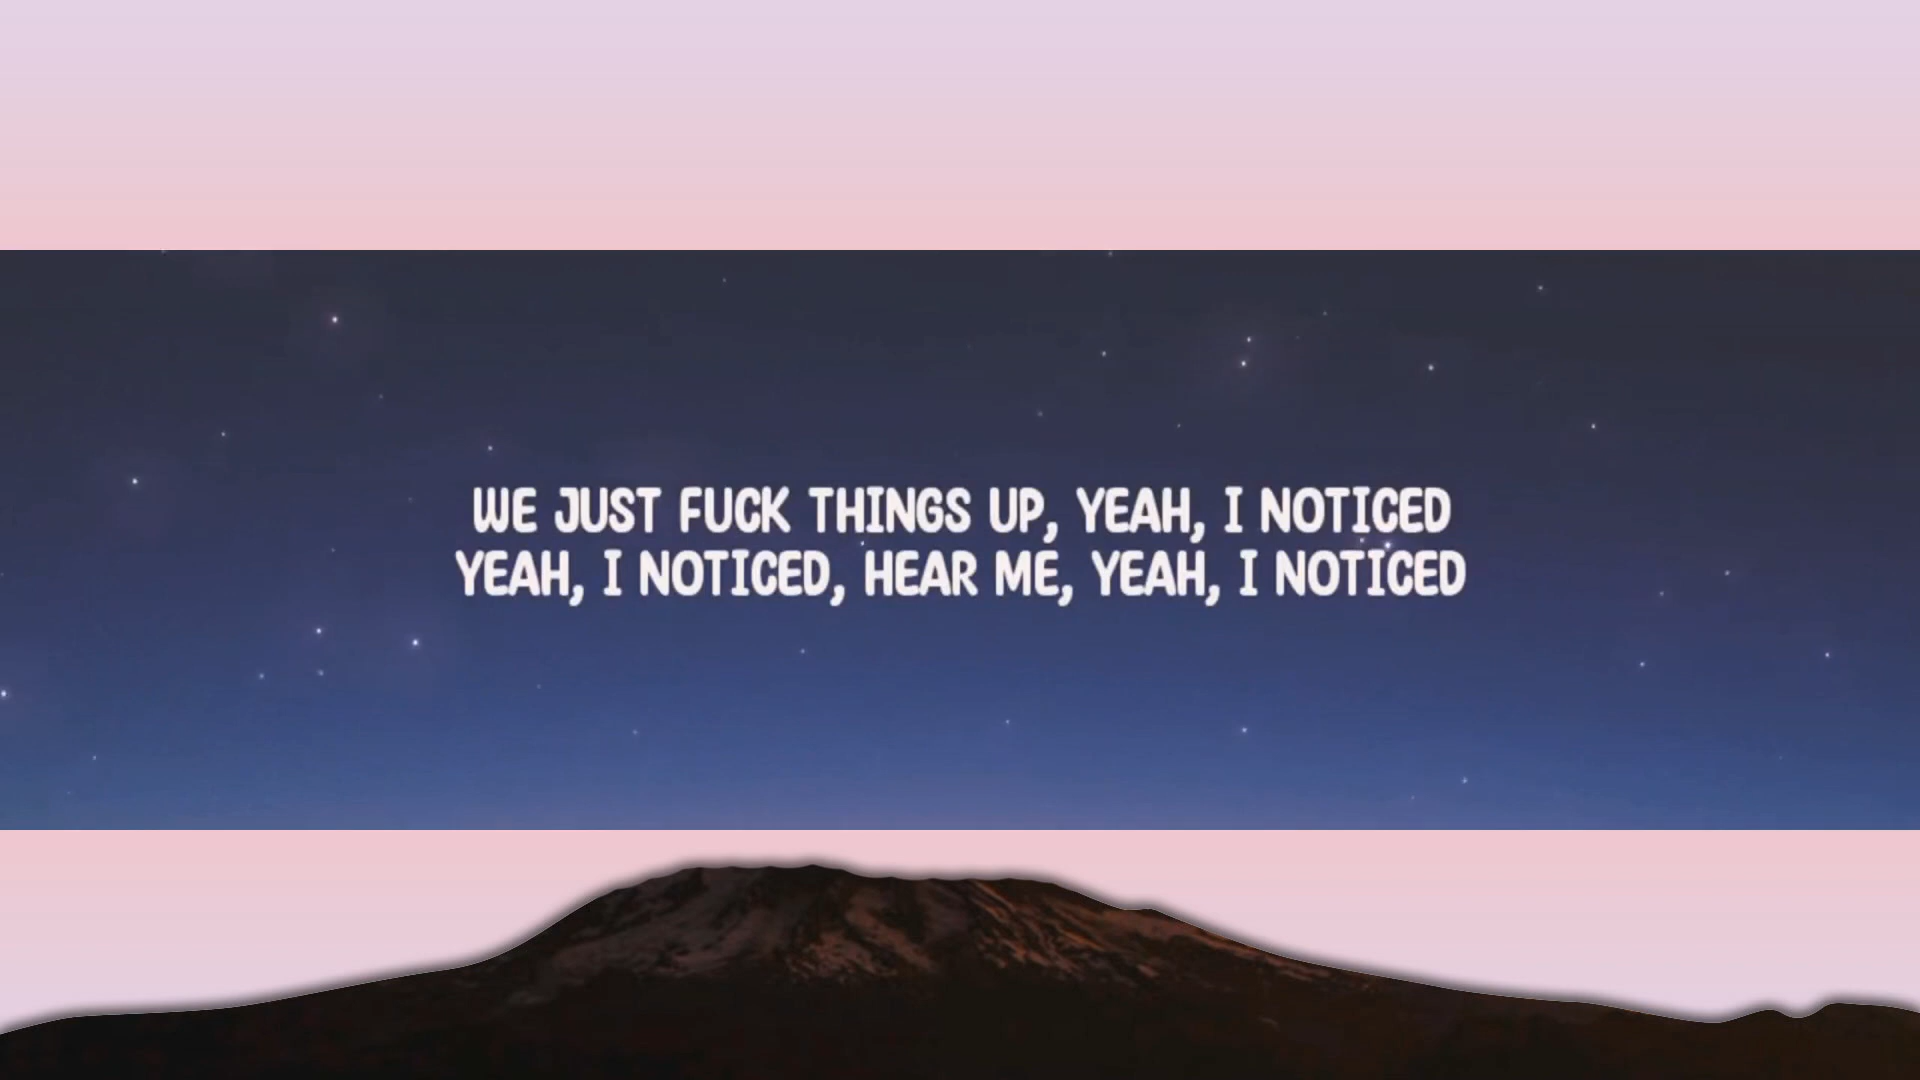 WE JUST FUCK THINGS UP, YEAH, I NOTICED
YEAH, I NOTICED, HEAR ME, YEAH, I NOTICED